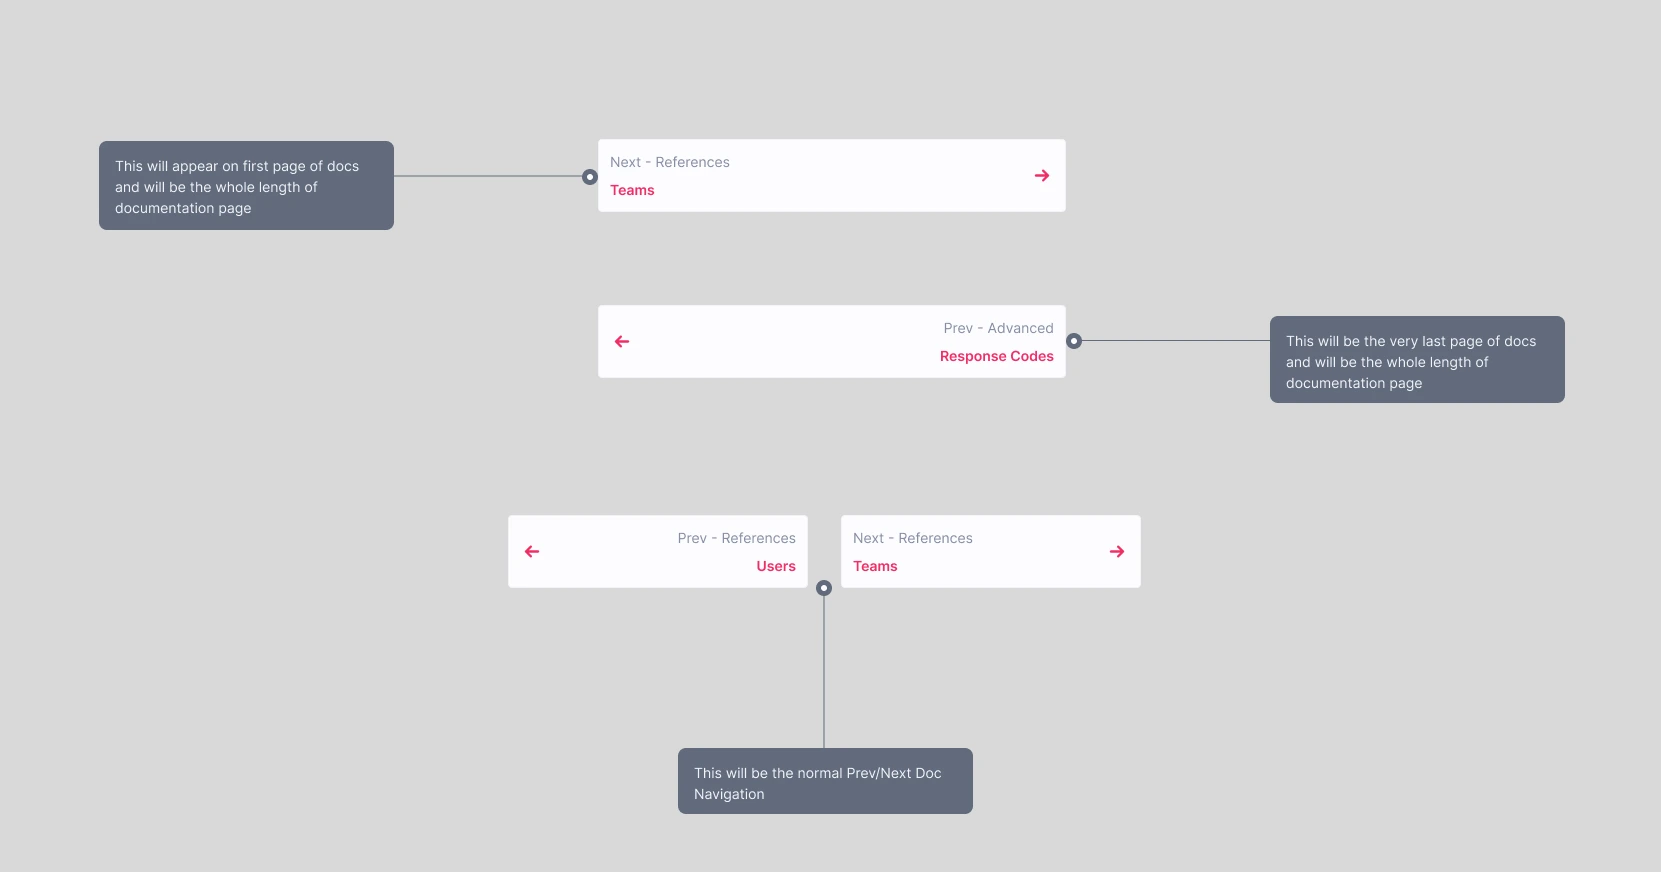 This will appear on first page of docs
and will be the whole length of
documentation page
Next - References
Teams
Prev - Advanced
Response Codes
This will be the very last page of docs
and will be the whole length of
documentation page
Prev - References
Users
Next - References
Teams
This will be the normal Prev/Next Doc
Navigation